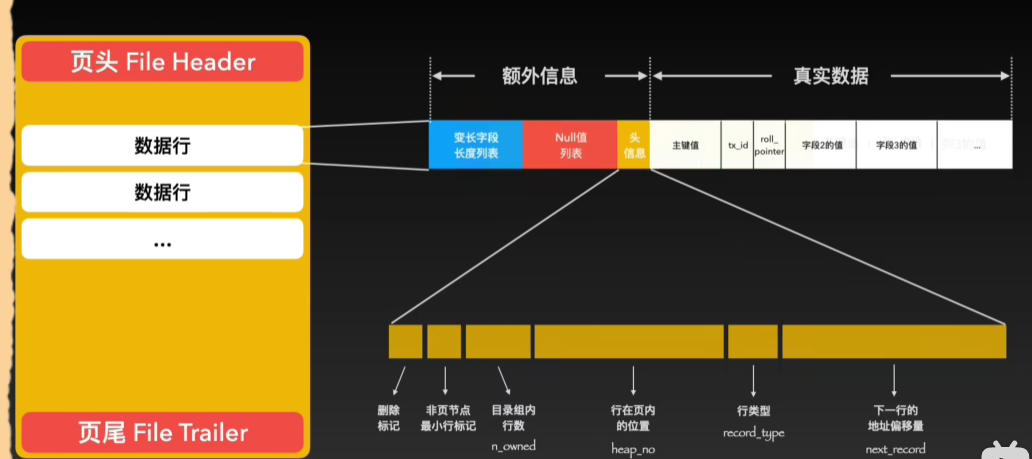 页头 File Header
数据行
数据行
...
页尾 File Trailer
额外信息
真实数据
变长字段
长度列表
Null值
列表
头
信息
主键值
tx_id
roll_
pointer
字段2的值
字段3的值
...
删除
标记
非页节点
最小行标记
目录组内
行数
n_owned
行在页内
的位置
heap_no
行类型
record_type
下一行的
地址偏移量
next_record